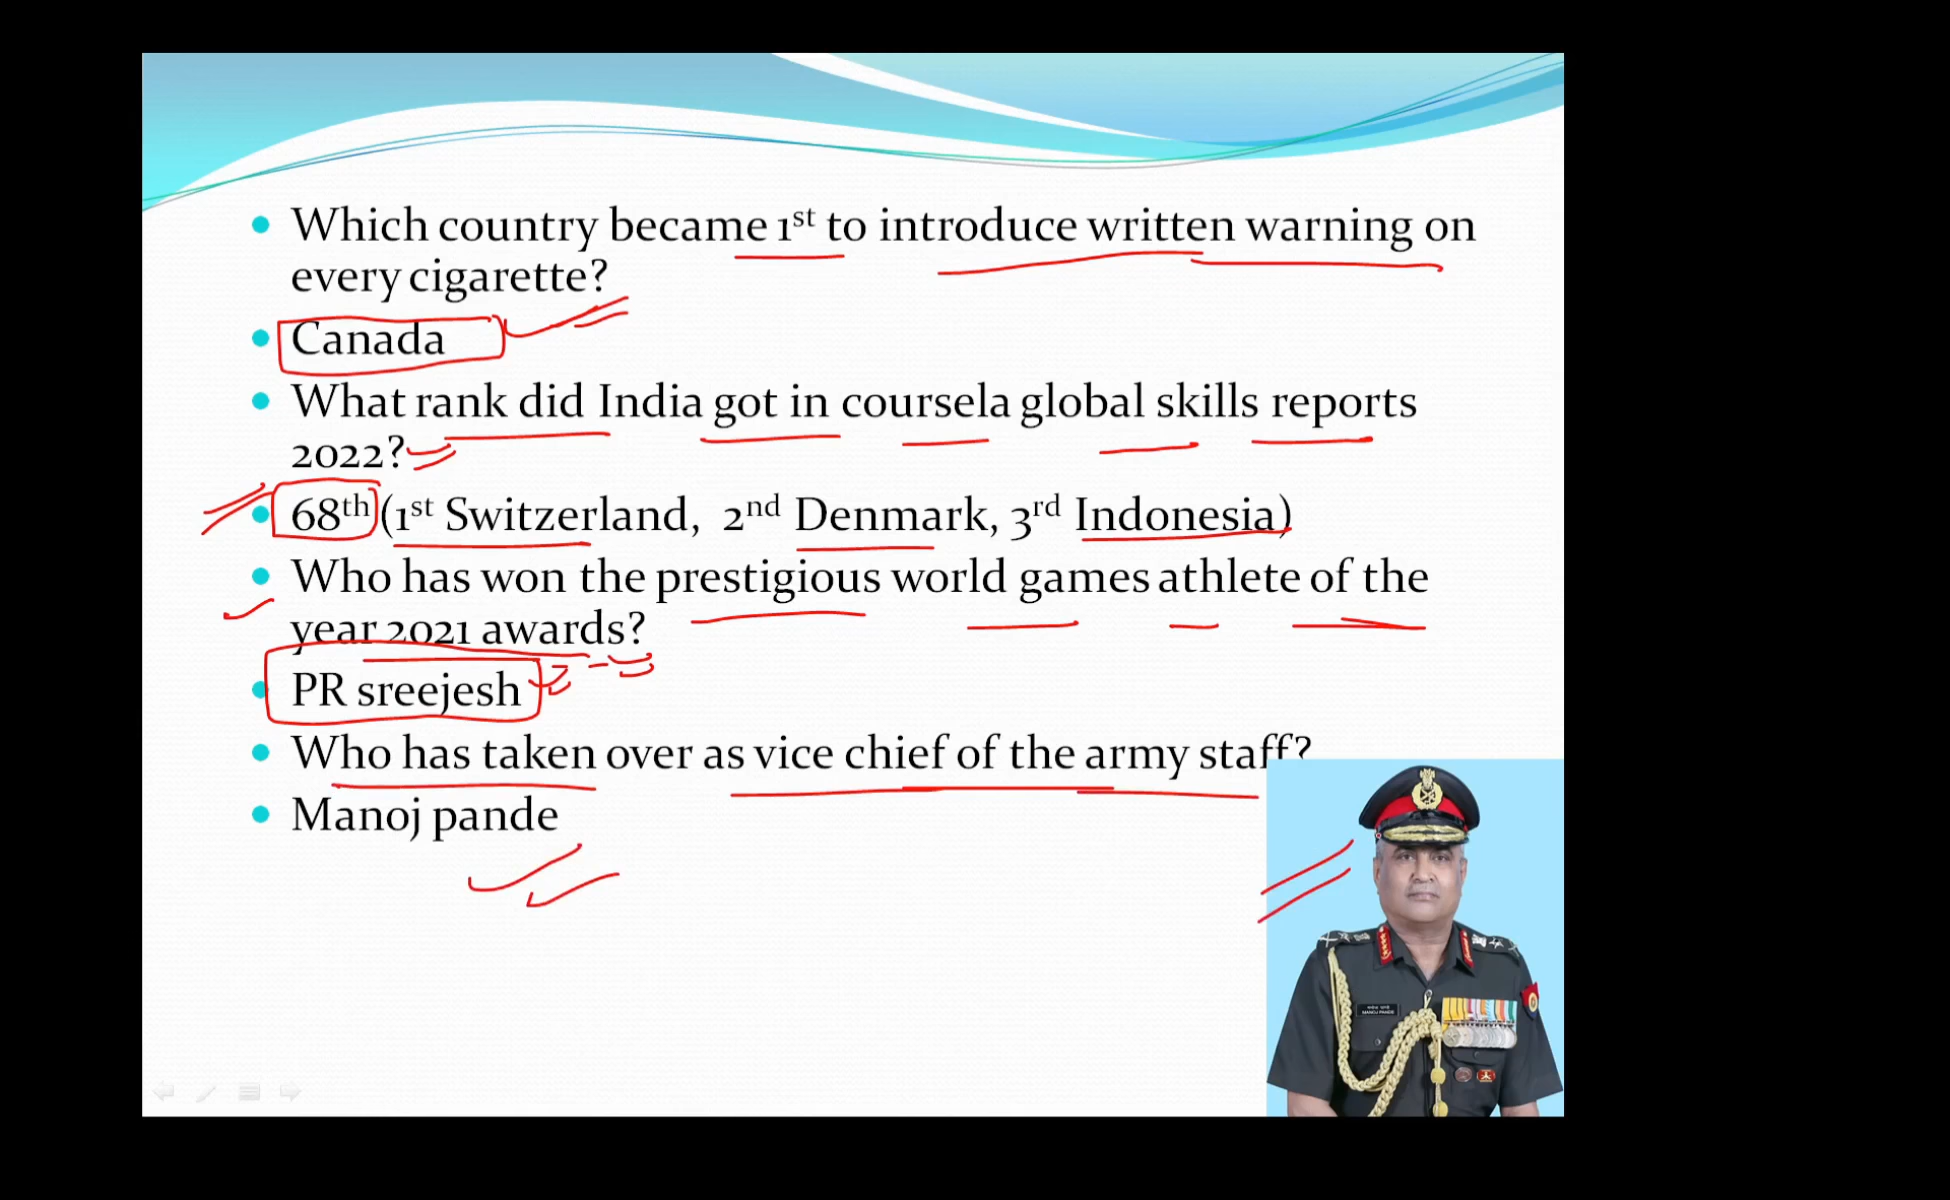 Which country became 1st to introduce written warning on
every cigarette?
Canada
What rank did India got in coursela global skills reports
2022?
68th (1st Switzerland, 2nd Denmark, 3rd Indonesia)
Who has won the prestigious world games athlete of the
year 2021 awards?
PR sreejesh
Who has taken over as vice chief of the army staff?
Manoj pande
MANOJ PANDE